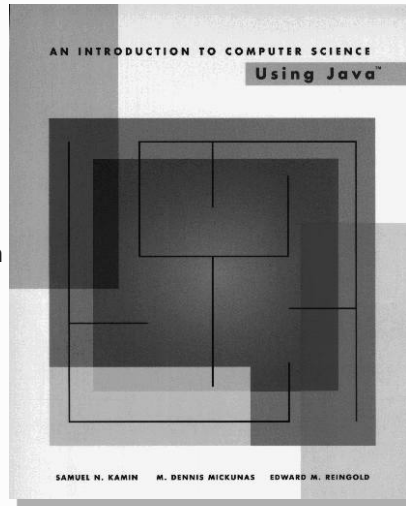 AN INTRODUCTION TO COMPUTER SCIENCE
Using Java™
SAMUEL N. KAMIN M. DENNIS MICKUNAS EDWARD M. REINGOLD